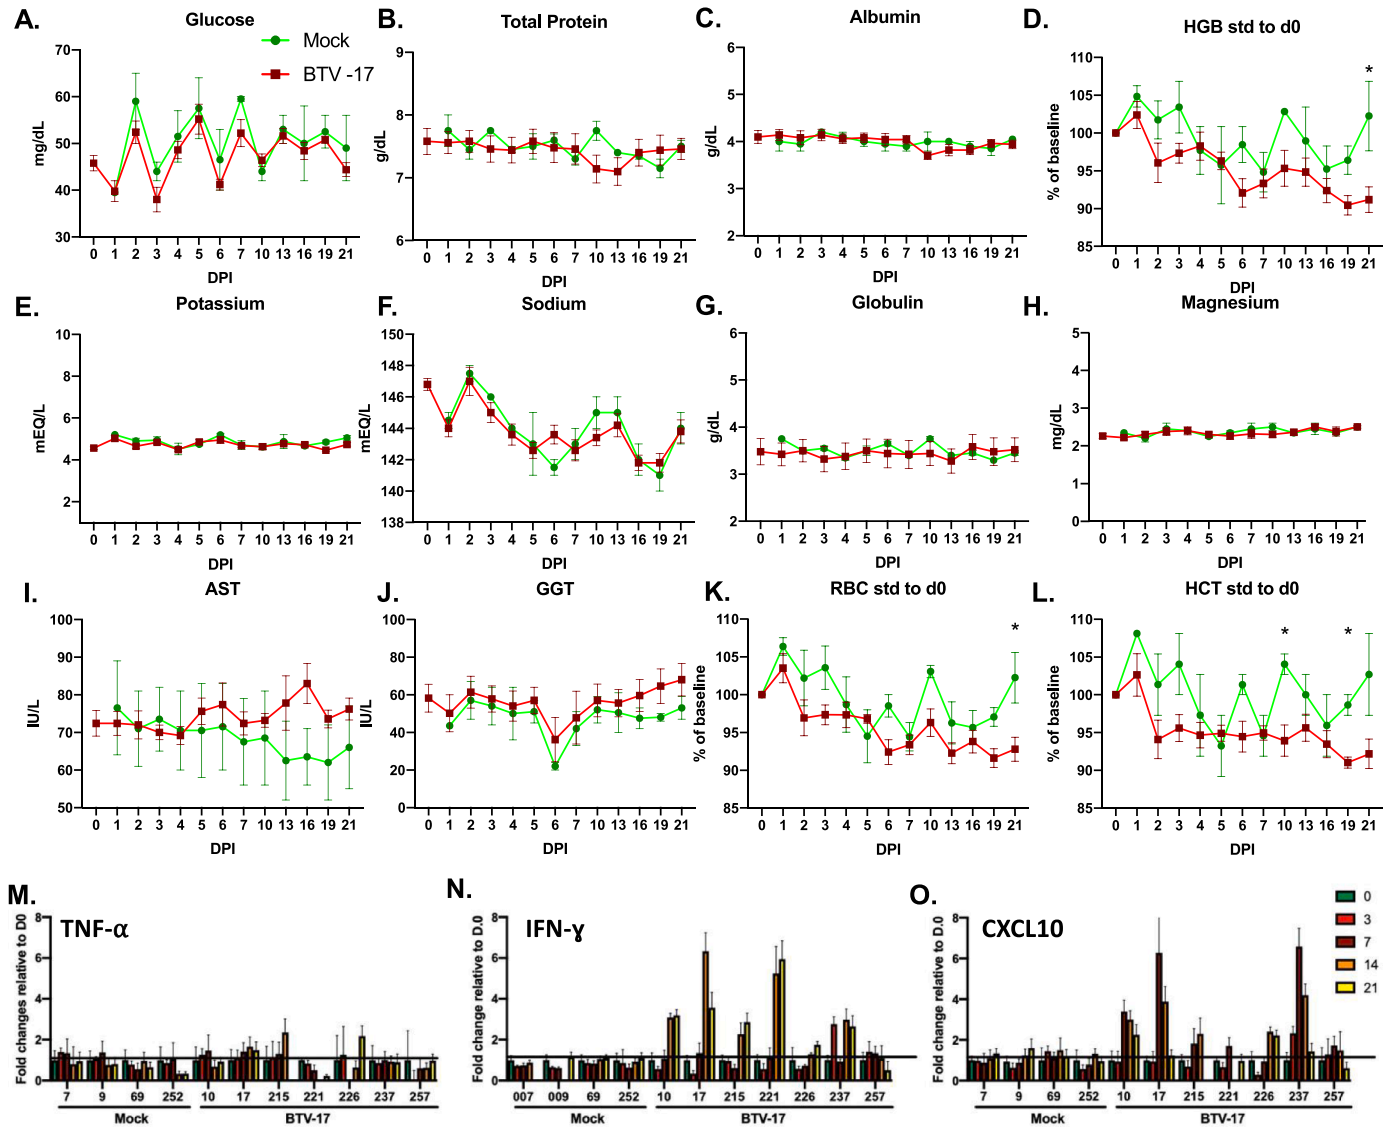 A. Glucose
Mock
BTV -17
mg/dL
70
60
50
40
30
0 1 2 3 4 5 6 7 10 13 16 19 21
DPI
B. Total Protein
g/dL
9
8
7
6
0 1 2 3 4 5 6 7 10 13 16 19 21
DPI
C. Albumin
g/dL
6
5
4
3
2
0 1 2 3 4 5 6 7 10 13 16 19 21
DPI
D. HGB std to d0
% of baseline
110
105
100
95
90
85
*
0 1 2 3 4 5 6 7 10 13 16 19 21
DPI
E. Potassium
mEQ/L
10
8
6
4
2
0 1 2 3 4 5 6 7 10 13 16 19 21
DPI
F. Sodium
mEQ/L
150
148
146
144
142
140
138
0 1 2 3 4 5 6 7 10 13 16 19 21
DPI
G. Globulin
g/dL
6
5
4
3
2
0 1 2 3 4 5 6 7 10 13 16 19 21
DPI
H. Magnesium
mg/dL
5
4
3
2
1
0
0 1 2 3 4 5 6 7 10 13 16 19 21
DPI
I. AST
IU/L
100
90
80
70
60
50
0 1 2 3 4 5 6 7 10 13 16 19 21
DPI
J. GGT
IU/L
100
80
60
40
20
0
0 1 2 3 4 5 6 7 10 13 16 19 21
DPI
K. RBC std to d0
% of baseline
110
105
100
95
90
85
*
0 1 2 3 4 5 6 7 10 13 16 19 21
DPI
L. HCT std to d0
% of baseline
110
105
100
95
90
85
* *
0 1 2 3 4 5 6 7 10 13 16 19 21
DPI
M.
TNF-α
Fold changes relative to D0
8
6
4
2
0
7 9 69 252 10 17 215 221 226 237 257
Mock BTV-17
N.
IFN-ɣ
Fold changes relative to D.0
8
6
4
2
0
007 009 69 252 10 17 215 221 226 237 257
Mock BTV-17
O.
CXCL10
Fold change relative to D.0
8
6
4
2
0
7 9 69 252 10 17 215 221 226 237 257
Mock BTV-17
0
3
7
14
21